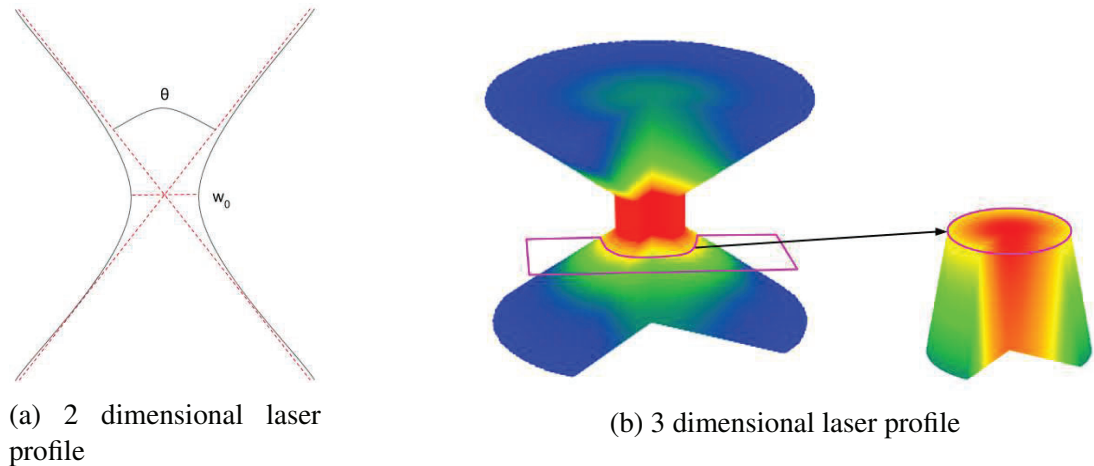 θ
w0
(a) 2 dimensional laser
profile
(b) 3 dimensional laser profile